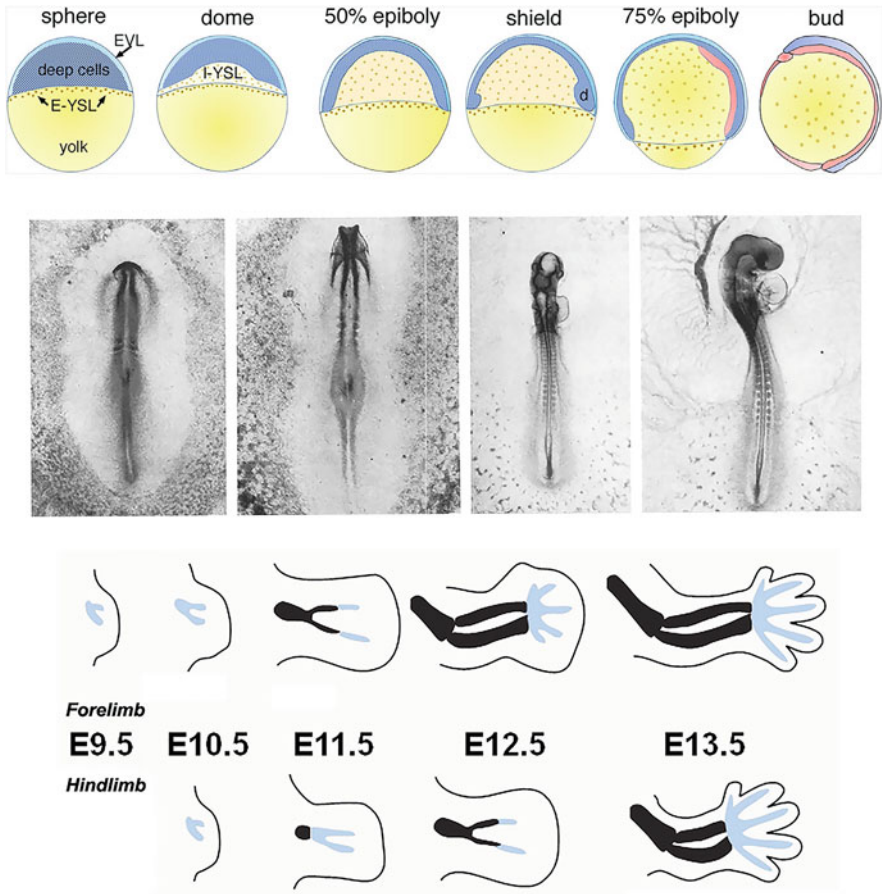 sphere dome 50% epiboly shield 75% epiboly bud
EVL
deep cells
I-YSL
d
E-YSL
yolk
Forelimb
E9.5 E10.5 E11.5 E12.5 E13.5
Hindlimb